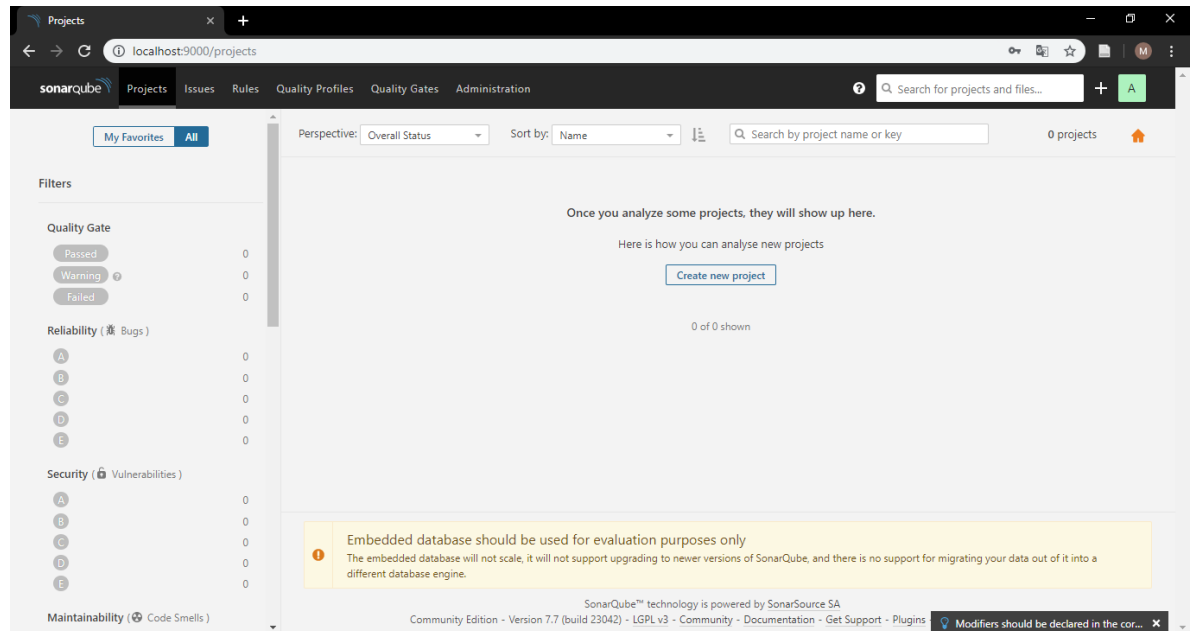 Projects
localhost:9000/projects
M
sonarqube Projects Issues Rules Quality Profiles Quality Gates Administration ? Search for projects and files... A
My Favorites All
Perspective: Overall Status Sort by: Name Search by project name or key 0 projects
Filters
Quality Gate
Passed 0
Warning ? 0
Failed 0
Reliability ( Bugs )
A 0
B 0
C 0
D 0
E 0
Security ( Vulnerabilities )
A 0
B 0
C 0
D 0
E 0
Maintainability ( Code Smells )
Once you analyze some projects, they will show up here.
Here is how you can analyse new projects
Create new project
0 of 0 shown
Embedded database should be used for evaluation purposes only
The embedded database will not scale, it will not support upgrading to newer versions of SonarQube, and there is no support for migrating your data out of it into a
different database engine.
SonarQube™ technology is powered by SonarSource SA
Community Edition - Version 7.7 (build 23042) - LGPL v3 - Community - Documentation - Get Support - Plugins -
Modifiers should be declared in the cor...